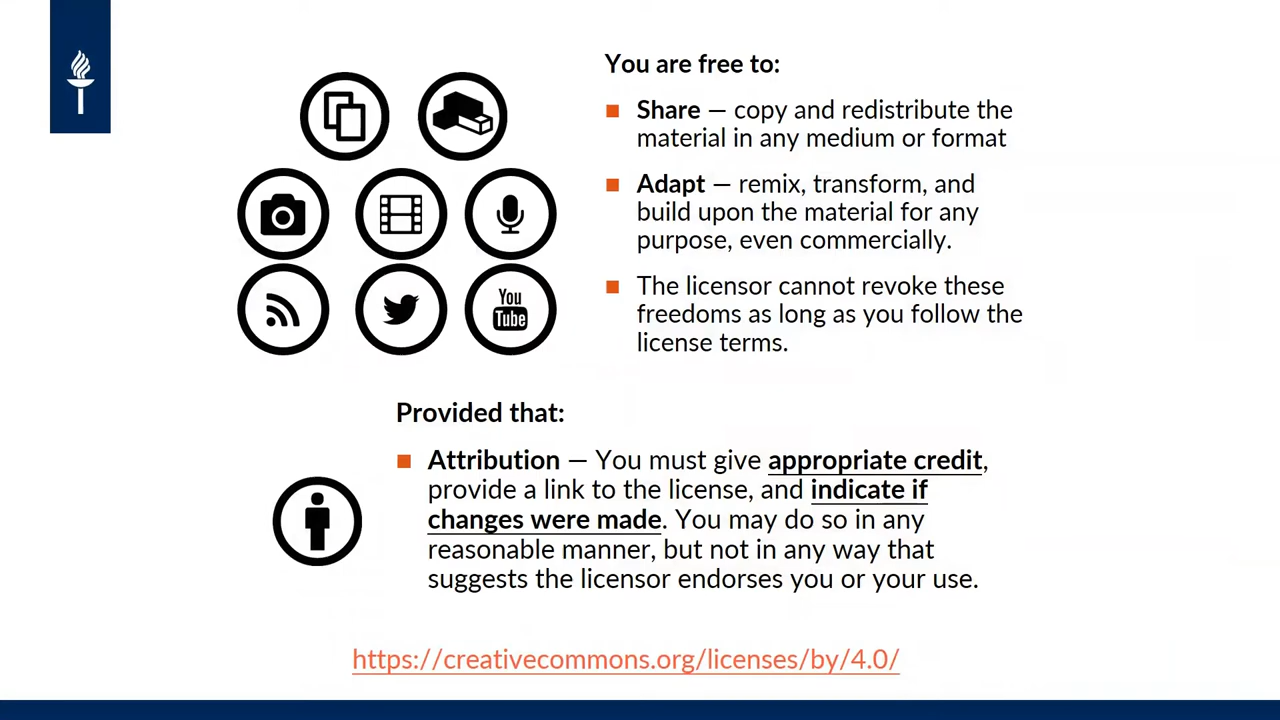 You are free to:
Share — copy and redistribute the
material in any medium or format
Adapt — remix, transform, and
build upon the material for any
purpose, even commercially.
The licensor cannot revoke these
freedoms as long as you follow the
license terms.
You
Tube
Provided that:
Attribution — You must give appropriate credit,
provide a link to the license, and indicate if
changes were made. You may do so in any
reasonable manner, but not in any way that
suggests the licensor endorses you or your use.
https://creativecommons.org/licenses/by/4.0/